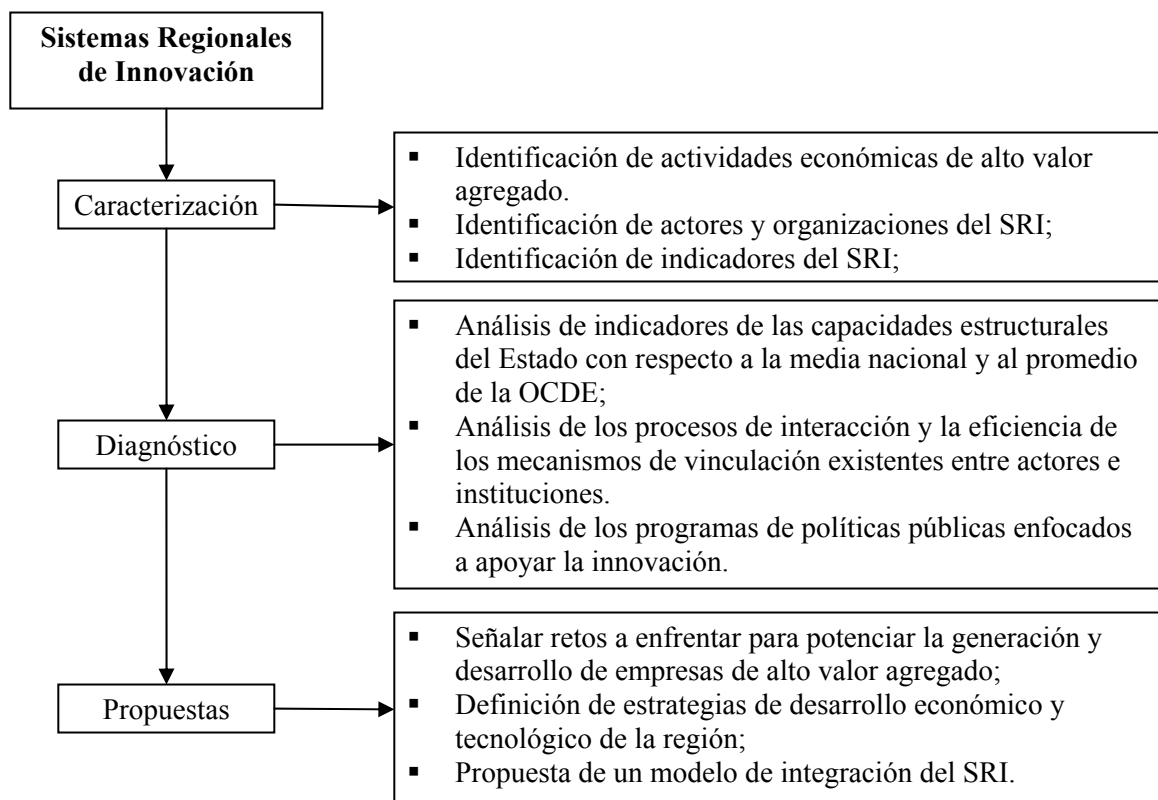 Sistemas Regionales
de Innovación
Caracterización
▪ Identificación de actividades económicas de alto valor
agregado.
▪ Identificación de actores y organizaciones del SRI;
▪ Identificación de indicadores del SRI;
Diagnóstico
▪ Análisis de indicadores de las capacidades estructurales
del Estado con respecto a la media nacional y al promedio
de la OCDE;
▪ Análisis de los procesos de interacción y la eficiencia de
los mecanismos de vinculación existentes entre actores e
instituciones.
▪ Análisis de los programas de políticas públicas enfocados
a apoyar la innovación.
Propuestas
▪ Señalar retos a enfrentar para potenciar la generación y
desarrollo de empresas de alto valor agregado;
▪ Definición de estrategias de desarrollo económico y
tecnológico de la región;
▪ Propuesta de un modelo de integración del SRI.